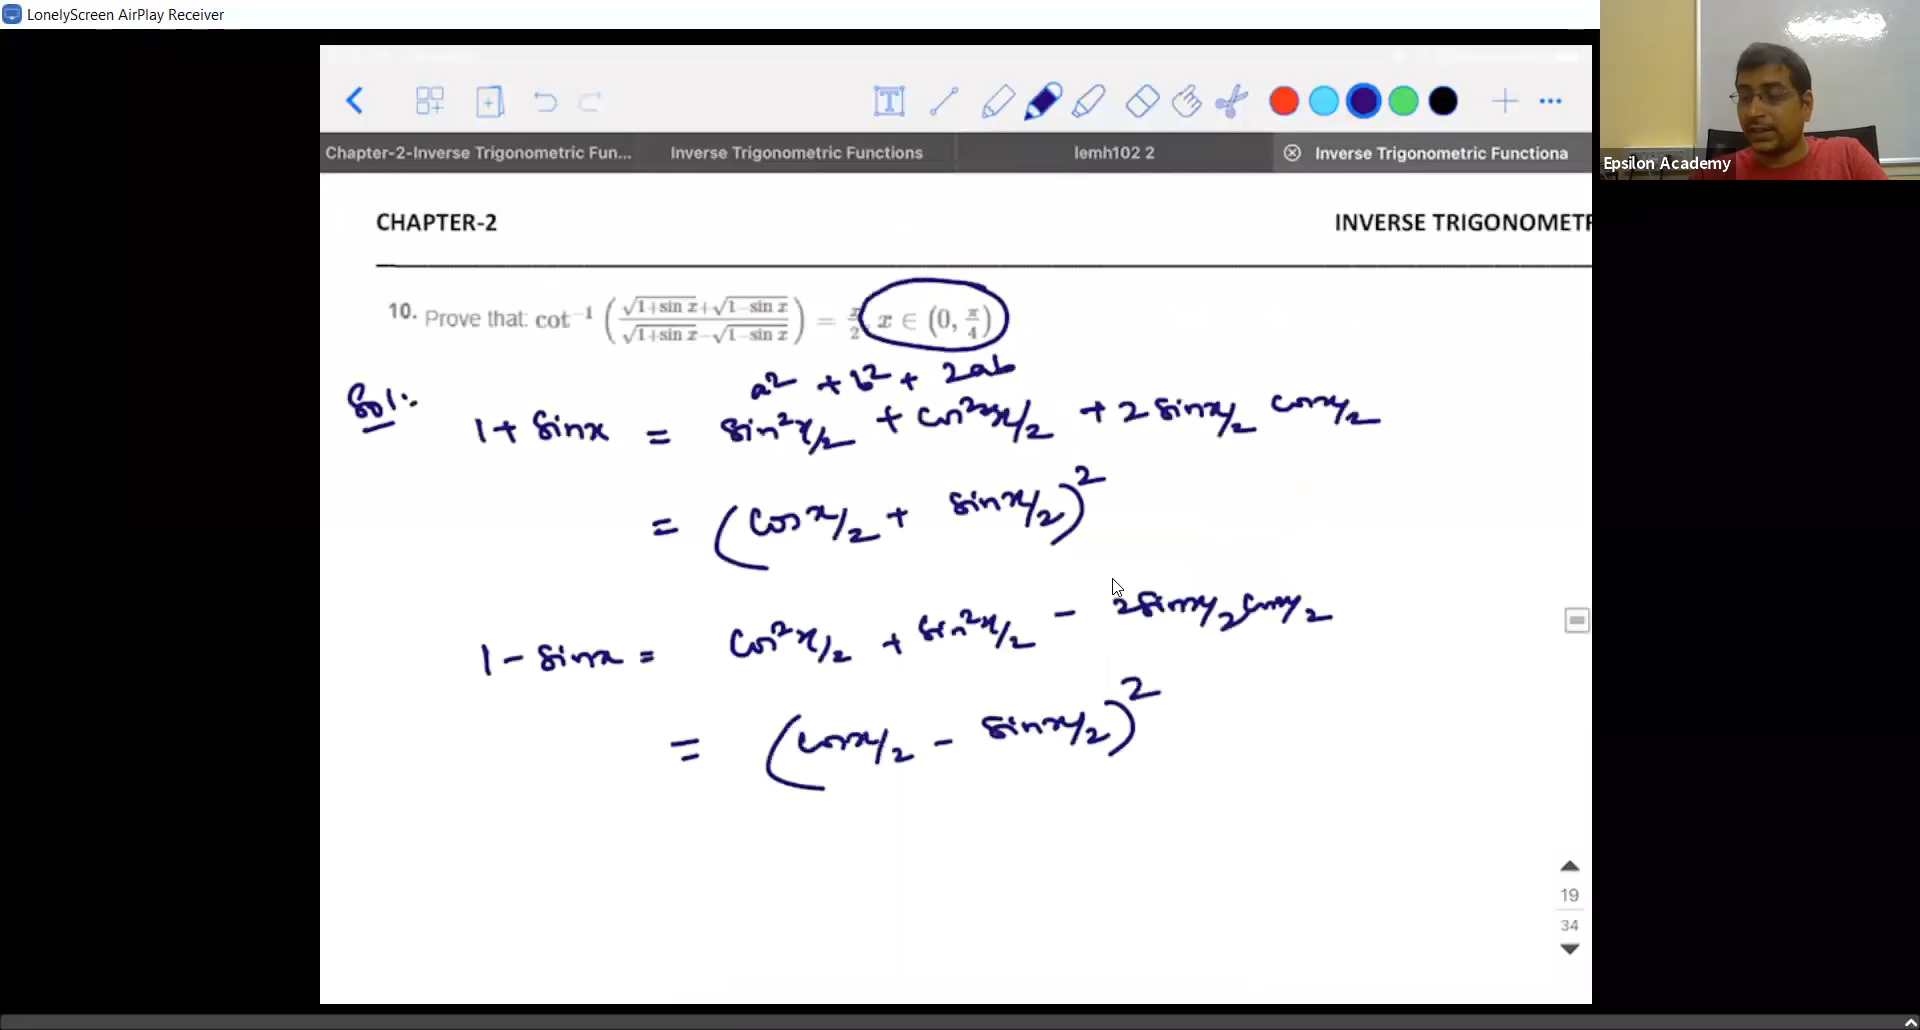 LonelyScreen AirPlay Receiver
Epsilon Academy
Chapter-2-Inverse Trigonometric Fun... Inverse Trigonometric Functions lemh102 2 Inverse Trigonometric Functiona
CHAPTER-2 INVERSE TRIGONOMETR
10. Prove that: cot⁻¹ ((√(1+sin x)+√(1−sin x))/(√(1+sin x)−√(1−sin x))) = x/2, x ∈ (0, π/4)
a² + b² + 2ab
Sol:
1 + sinx = sin²x/2 + cos²x/2 + 2 sinx/2 cosx/2
= (cosx/2 + sinx/2)²
1 - sinx = cos²x/2 + sin²x/2 - 2sinx/2cosx/2
= (cosx/2 - sinx/2)²
19
34